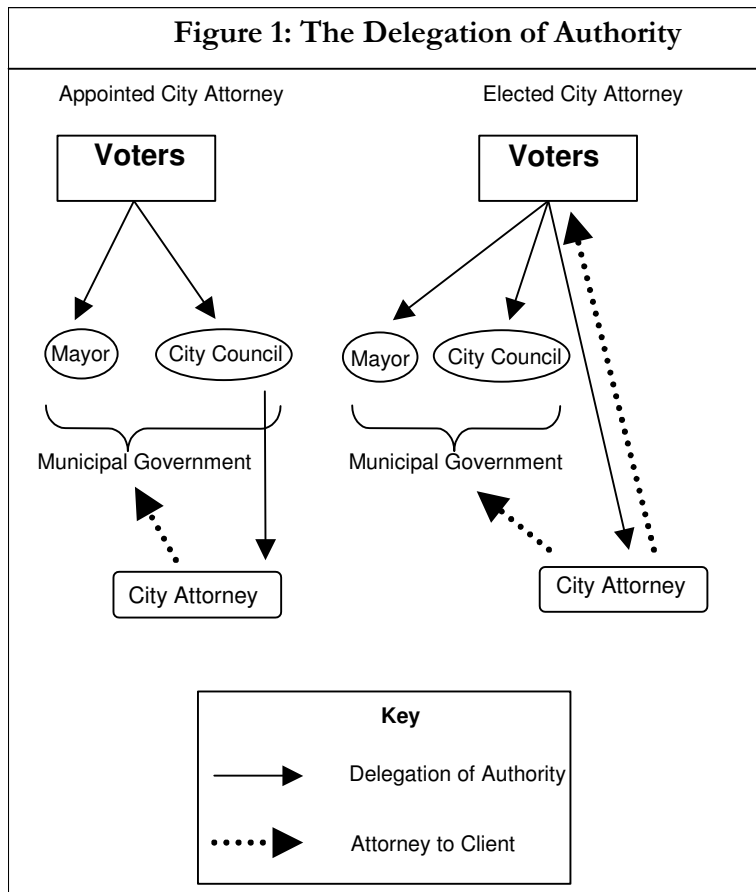 Figure 1: The Delegation of Authority
Appointed City Attorney
Elected City Attorney
Voters
Voters
Mayor
City Council
Mayor
City Council
Municipal Government
Municipal Government
City Attorney
City Attorney
Key
Delegation of Authority
Attorney to Client